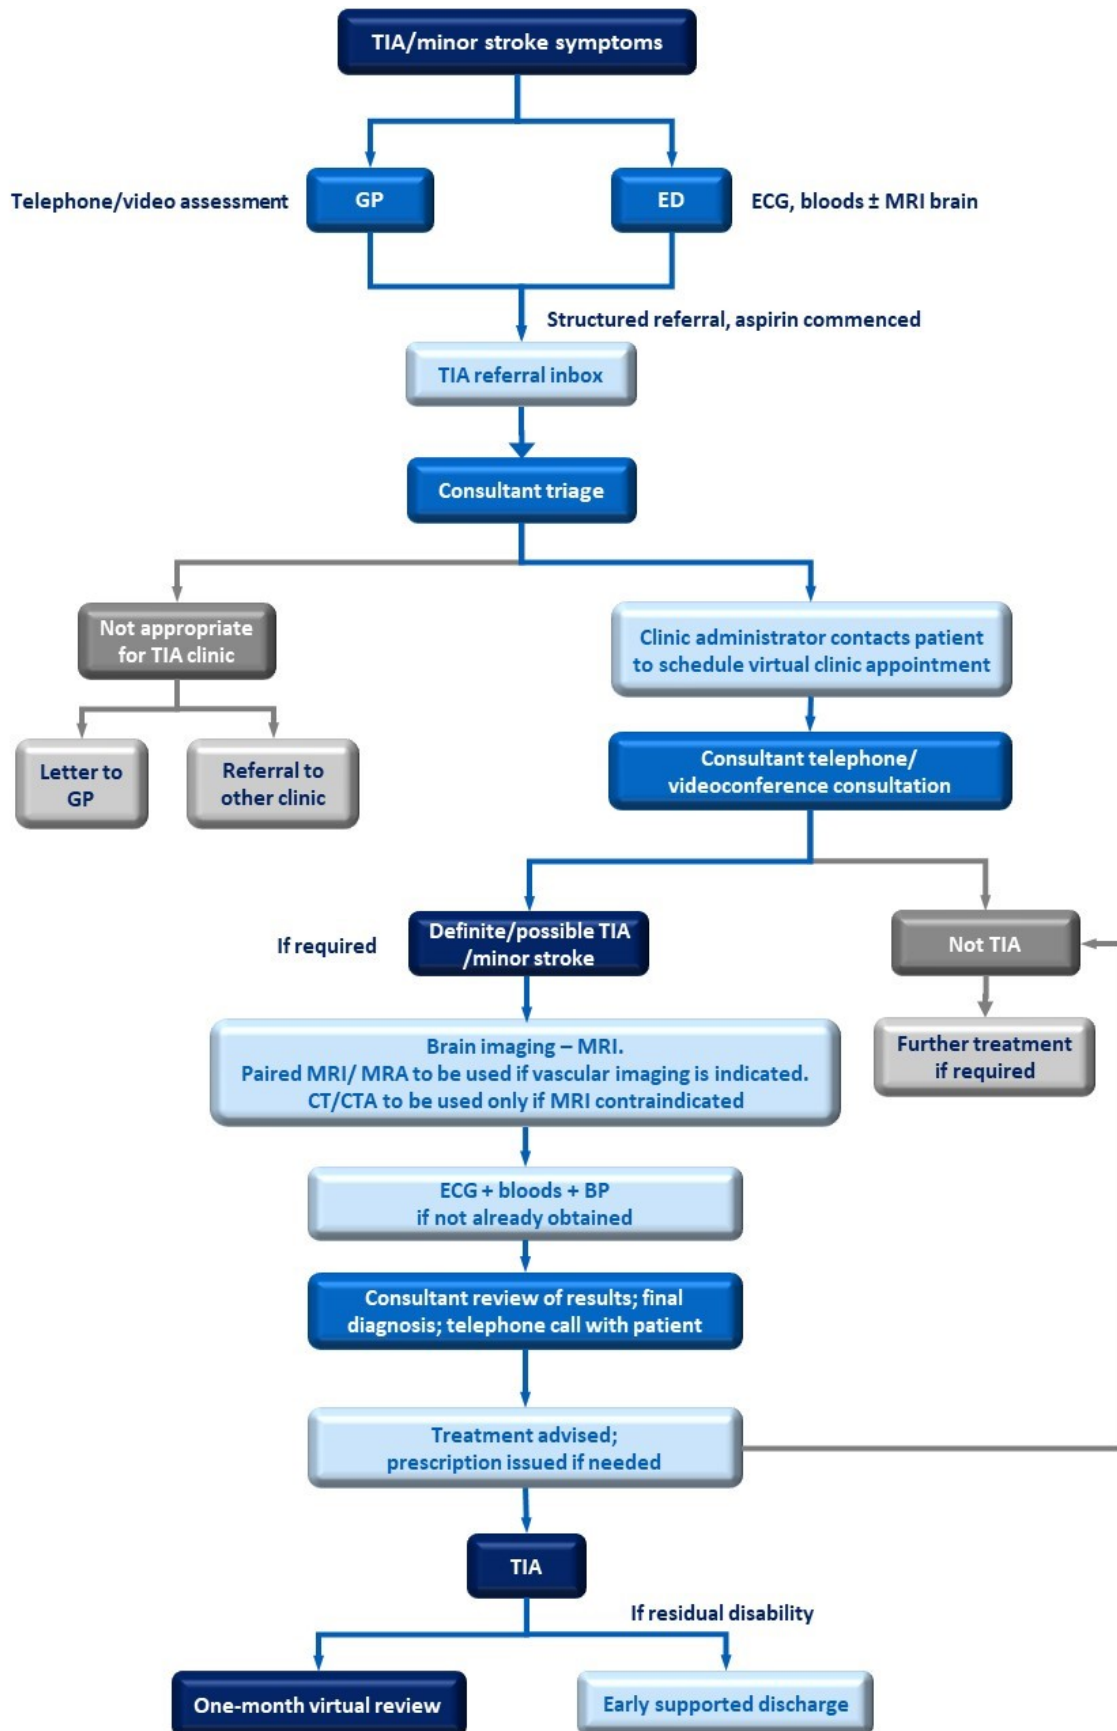 TIA/minor stroke symptoms
Telephone/video assessment
GP
ED
ECG, bloods ± MRI brain
Structured referral, aspirin commenced
TIA referral inbox
Consultant triage
Not appropriate
for TIA clinic
Clinic administrator contacts patient
to schedule virtual clinic appointment
Letter to
GP
Referral to
other clinic
Consultant telephone/
videoconference consultation
If required
Definite/possible TIA
/minor stroke
Not TIA
Brain imaging – MRI.
Paired MRI/ MRA to be used if vascular imaging is indicated.
CT/CTA to be used only if MRI contraindicated
Further treatment
if required
ECG + bloods + BP
if not already obtained
Consultant review of results; final
diagnosis; telephone call with patient
Treatment advised;
prescription issued if needed
TIA
If residual disability
One-month virtual review
Early supported discharge